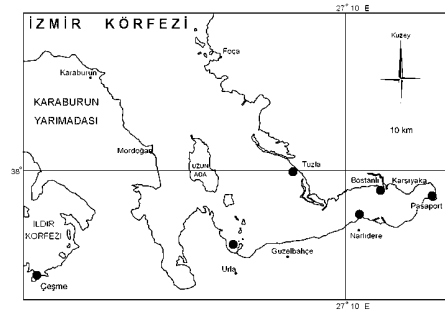 27° 10 E
İZMİR KÖRFEZİ
Kuzey
Foça
Karaburun
KARABURUN
YARIMADASI
10 km
Mordoğan
38°
UZUN
ADA
Tuzla
Bostanlı
Karşıyaka
Pasaport
ILDIR
KÖRFEZİ
Narlıdere
Guzelbahçe
Urla
Çeşme
27° 10 E